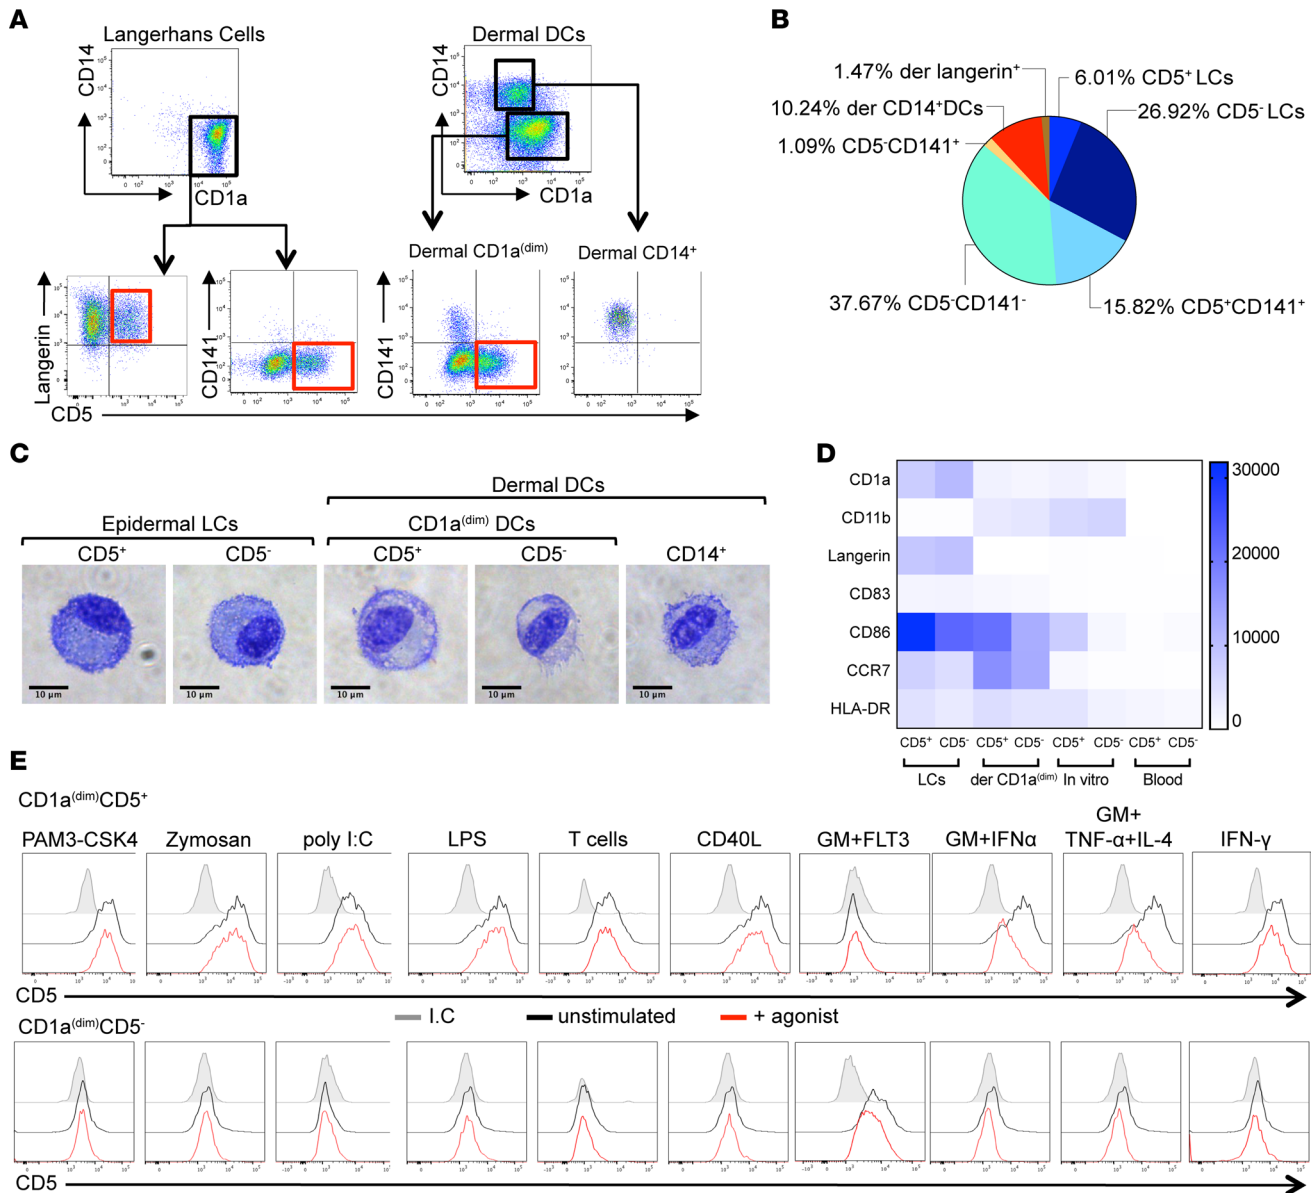 A
Langerhans Cells
Dermal DCs
CD14
CD1a
CD14
CD1a
Dermal CD1a(dim)
Dermal CD14+
Langerin
CD141
CD141
CD5
B
1.47% der langerin+
6.01% CD5+ LCs
10.24% der CD14+DCs
26.92% CD5- LCs
1.09% CD5-CD141+
37.67% CD5-CD141-
15.82% CD5+CD141+
C
Dermal DCs
Epidermal LCs
CD1a(dim) DCs
CD5+
CD5-
CD5+
CD5-
CD14+
10 µm
10 µm
10 µm
10 µm
10 µm
D
CD1a
CD11b
Langerin
CD83
CD86
CCR7
HLA-DR
30000
20000
10000
0
CD5+ CD5- CD5+ CD5- CD5+ CD5- CD5+ CD5-
LCs der CD1a(dim) In vitro Blood
E
CD1a(dim)CD5+
PAM3-CSK4
Zymosan
poly I:C
LPS
T cells
CD40L
GM+FLT3
GM+IFNα
GM+
TNF-α+IL-4
IFN-γ
CD5
CD1a(dim)CD5-
I.C
unstimulated
+ agonist
CD5